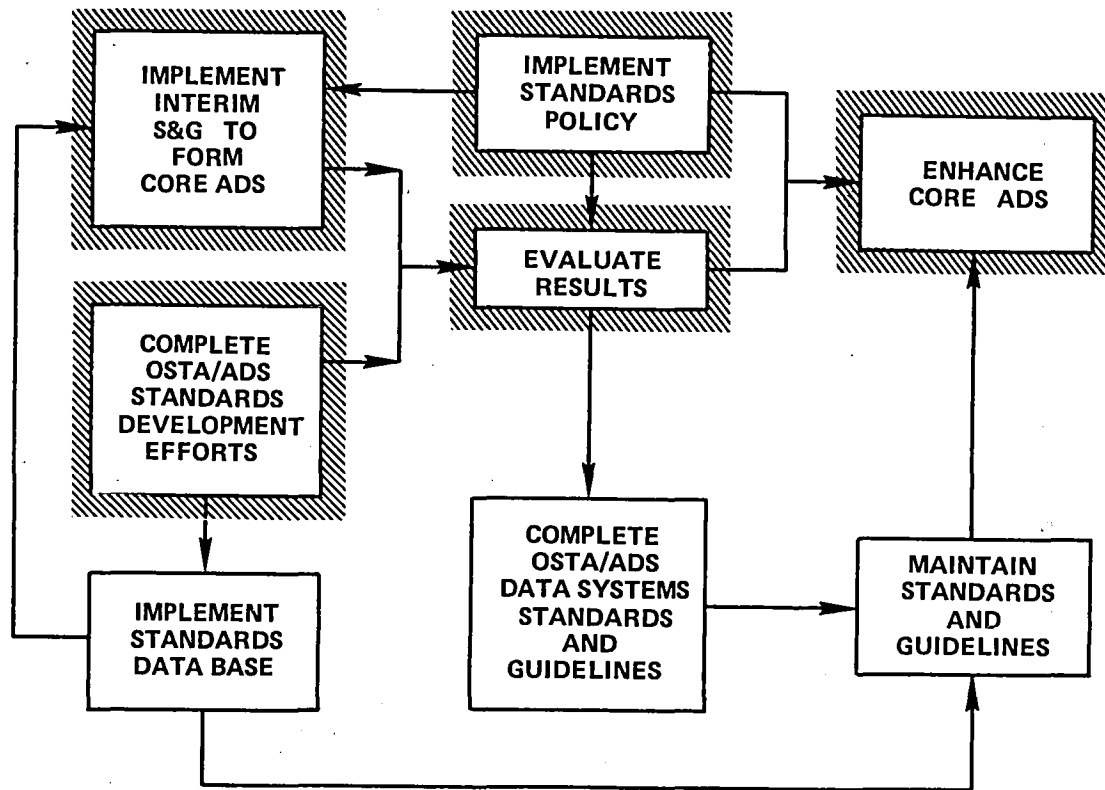 IMPLEMENT
INTERIM
S&G TO
FORM
CORE ADS
IMPLEMENT
STANDARDS
POLICY
ENHANCE
CORE ADS
EVALUATE
RESULTS
COMPLETE
OSTA/ADS
STANDARDS
DEVELOPMENT
EFFORTS
COMPLETE
OSTA/ADS
DATA SYSTEMS
STANDARDS
AND
GUIDELINES
MAINTAIN
STANDARDS
AND
GUIDELINES
IMPLEMENT
STANDARDS
DATA BASE